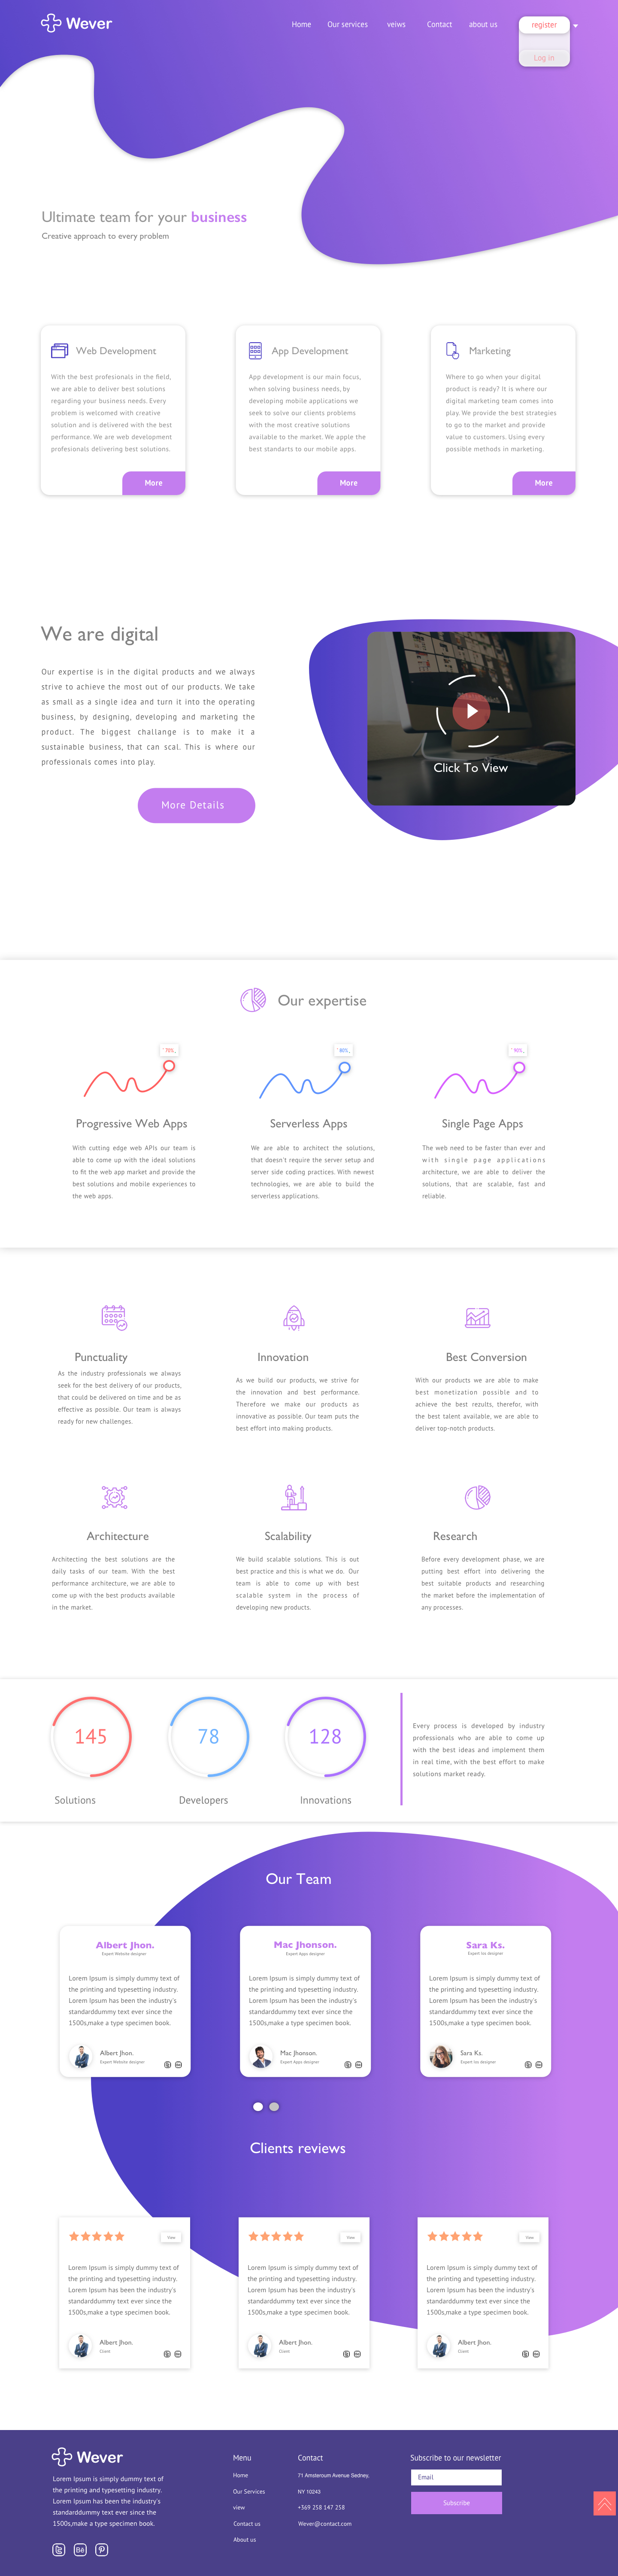 Wever
Home
Our services
veiws
Contact
about us
register
Log in
Ultimate team for your business
Creative approach to every problem
Web Development
With the best profesionals in the field,
we are able to deliver best solutions
regarding your business needs. Every
problem is welcomed with creative
solution and is delivered with the best
performance. We are web development
profesionals delivering best solutions.
More
App Development
App development is our main focus,
when solving business needs, by
developing mobile applications we
seek to solve our clients problems
with the most creative solutions
available to the market. We apple the
best standarts to our mobile apps.
More
Marketing
Where to go when your digital
product is ready? It is where our
digital marketing team comes into
play. We provide the best strategies
to go to the market and provide
value to customers. Using every
possible methods in marketing.
More
We are digital
Our expertise is in the digital products and we always
strive to achieve the most out of our products. We take
as small as a single idea and turn it into the operating
business, by designing, developing and marketing the
product. The biggest challange is to make it a
sustainable business, that can scal. This is where our
professionals comes into play.
More Details
Click To View
Our expertise
70%
Progressive Web Apps
With cutting edge web APIs our team is
able to come up with the ideal solutions
to fit the web app market and provide the
best solutions and mobile experiences to
the web apps.
80%
Serverless Apps
We are able to architect the solutions,
that doesn't require the server setup and
server side coding practices. With newest
technologies, we are able to build the
serverless applications.
90%
Single Page Apps
The web need to be faster than ever and
with single page applications
architecture, we are able to deliver the
solutions, that are scalable, fast and
reliable.
Punctuality
As the industry professionals we always
seek for the best delivery of our products,
that could be delivered on time and be as
effective as possible. Our team is always
ready for new challenges.
Innovation
As we build our products, we strive for
the innovation and best performance.
Therefore we make our products as
innovative as possible. Our team puts the
best effort into making products.
Best Conversion
With our products we are able to make
best monetization possible and to
achieve the best rezults, therefor, with
the best talent available, we are able to
deliver top-notch products.
Architecture
Architecting the best solutions are the
daily tasks of our team. With the best
performance architecture, we are able to
come up with the best products available
in the market.
Scalability
We build scalable solutions. This is out
best practice and this is what we do. Our
team is able to come up with best
scalable system in the process of
developing new products.
Research
Before every development phase, we are
putting best effort into delivering the
best suitable products and researching
the market before the implementation of
any processes.
145
Solutions
78
Developers
128
Innovations
Every process is developed by industry
professionals who are able to come up
with the best ideas and implement them
in real time, with the best effort to make
solutions market ready.
Our Team
Albert Jhon.
Expert Website designer
Lorem Ipsum is simply dummy text of
the printing and typesetting industry.
Lorem Ipsum has been the industry's
standarddummy text ever since the
1500s,make a type specimen book.
Albert Jhon.
Expert Website designer
Mac Jhonson.
Expert Apps designer
Lorem Ipsum is simply dummy text of
the printing and typesetting industry.
Lorem Ipsum has been the industry's
standarddummy text ever since the
1500s,make a type specimen book.
Mac Jhonson.
Expert Apps designer
Sara Ks.
Expert ios designer
Lorem Ipsum is simply dummy text of
the printing and typesetting industry.
Lorem Ipsum has been the industry's
standarddummy text ever since the
1500s,make a type specimen book.
Sara Ks.
Expert ios designer
Clients reviews
View
Lorem Ipsum is simply dummy text of
the printing and typesetting industry.
Lorem Ipsum has been the industry's
standarddummy text ever since the
1500s,make a type specimen book.
Albert Jhon.
Client
View
Lorem Ipsum is simply dummy text of
the printing and typesetting industry.
Lorem Ipsum has been the industry's
standarddummy text ever since the
1500s,make a type specimen book.
Albert Jhon.
Client
View
Lorem Ipsum is simply dummy text of
the printing and typesetting industry.
Lorem Ipsum has been the industry's
standarddummy text ever since the
1500s,make a type specimen book.
Albert Jhon.
Client
Wever
Lorem Ipsum is simply dummy text of
the printing and typesetting industry.
Lorem Ipsum has been the industry's
standarddummy text ever since the
1500s,make a type specimen book.
Menu
Home
Our Services
view
Contact us
About us
Contact
71 Amsteroum Avenue Sedney,
NY 10243
+369 258 147 258
Wever@contact.com
Subscribe to our newsletter
Email
Subscribe